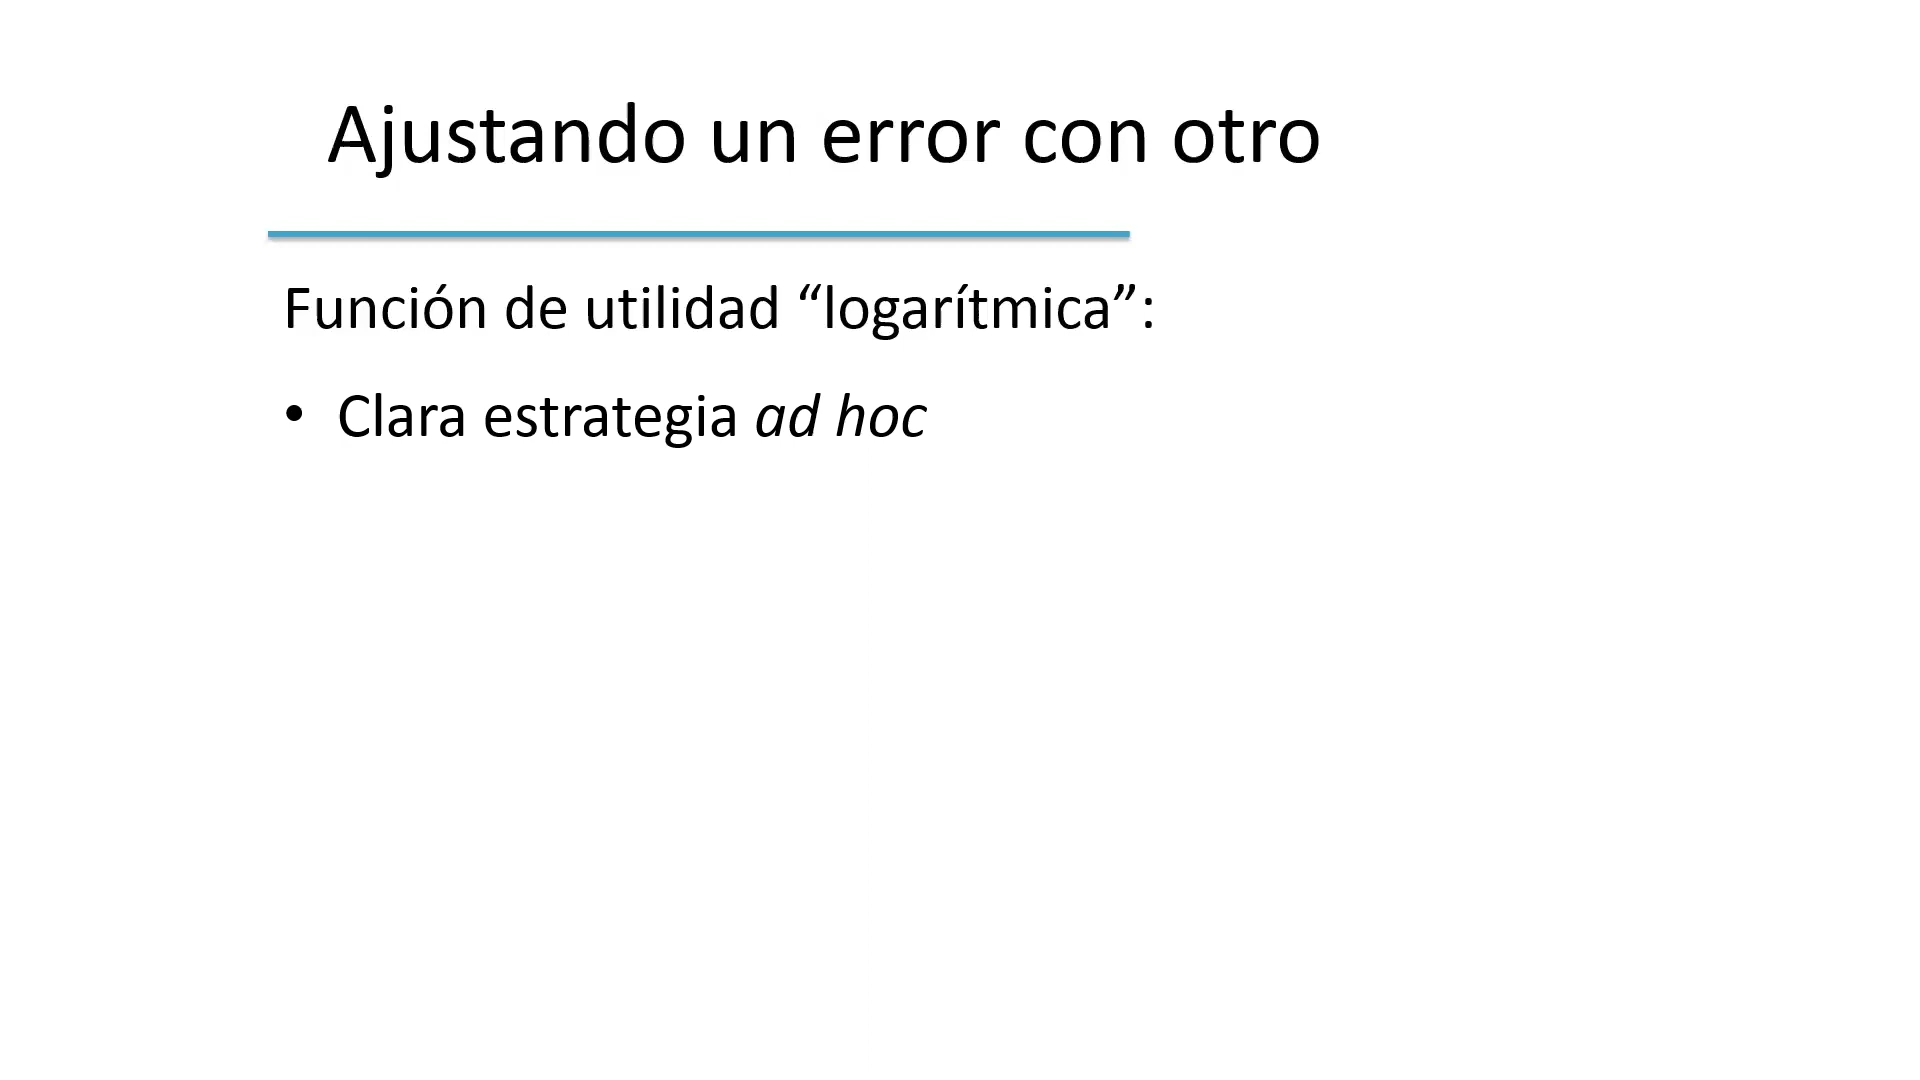 Ajustando un error con otro
Función de utilidad “logarítmica”:
• Clara estrategia ad hoc